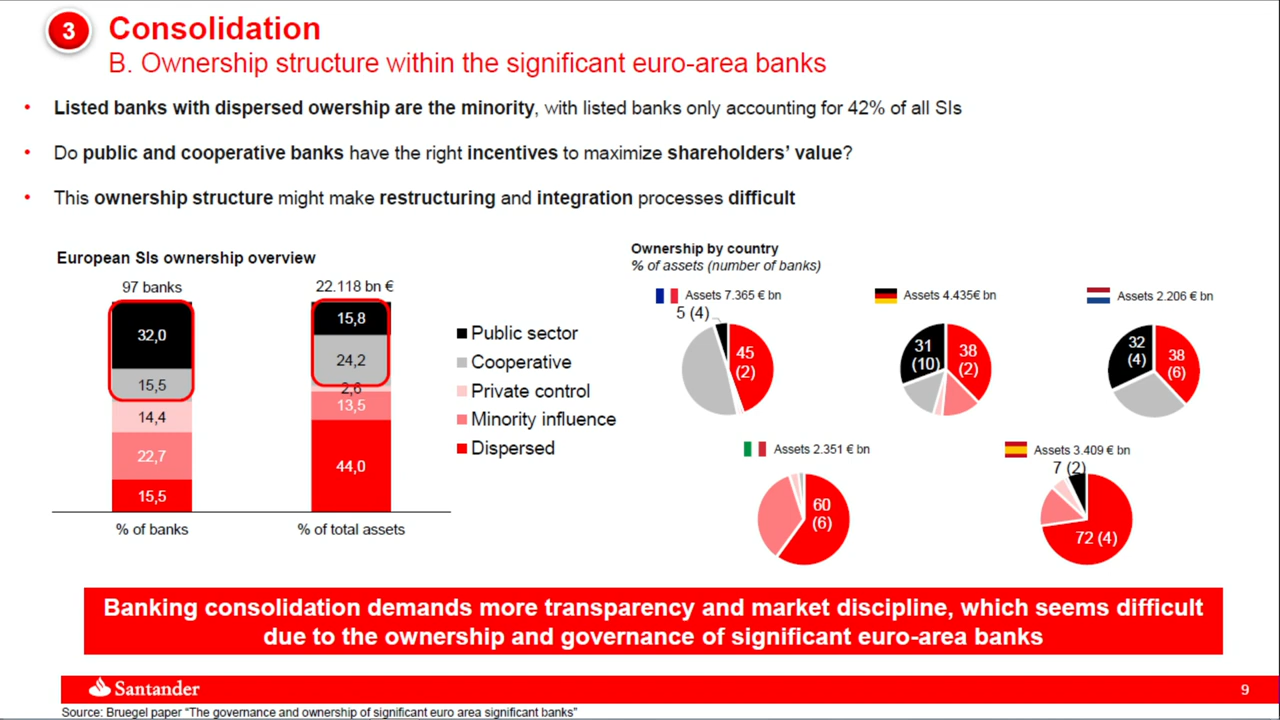 3
Consolidation
B. Ownership structure within the significant euro-area banks
• Listed banks with dispersed owership are the minority, with listed banks only accounting for 42% of all SIs
• Do public and cooperative banks have the right incentives to maximize shareholders' value?
• This ownership structure might make restructuring and integration processes difficult
European SIs ownership overview
97 banks
22.118 bn €
32,0
15,5
14,4
22,7
15,5
15,8
24,2
2,6
13,5
44,0
% of banks
% of total assets
Public sector
Cooperative
Private control
Minority influence
Dispersed
Ownership by country
% of assets (number of banks)
Assets 7.365 € bn
5 (4)
45
(2)
Assets 4.435€ bn
31
(10)
38
(2)
Assets 2.206 € bn
32
(4)
38
(6)
Assets 2.351 € bn
60
(6)
Assets 3.409 € bn
7 (2)
72 (4)
Banking consolidation demands more transparency and market discipline, which seems difficult
due to the ownership and governance of significant euro-area banks
Santander
9
Source: Bruegel paper “The governance and ownership of significant euro area significant banks”